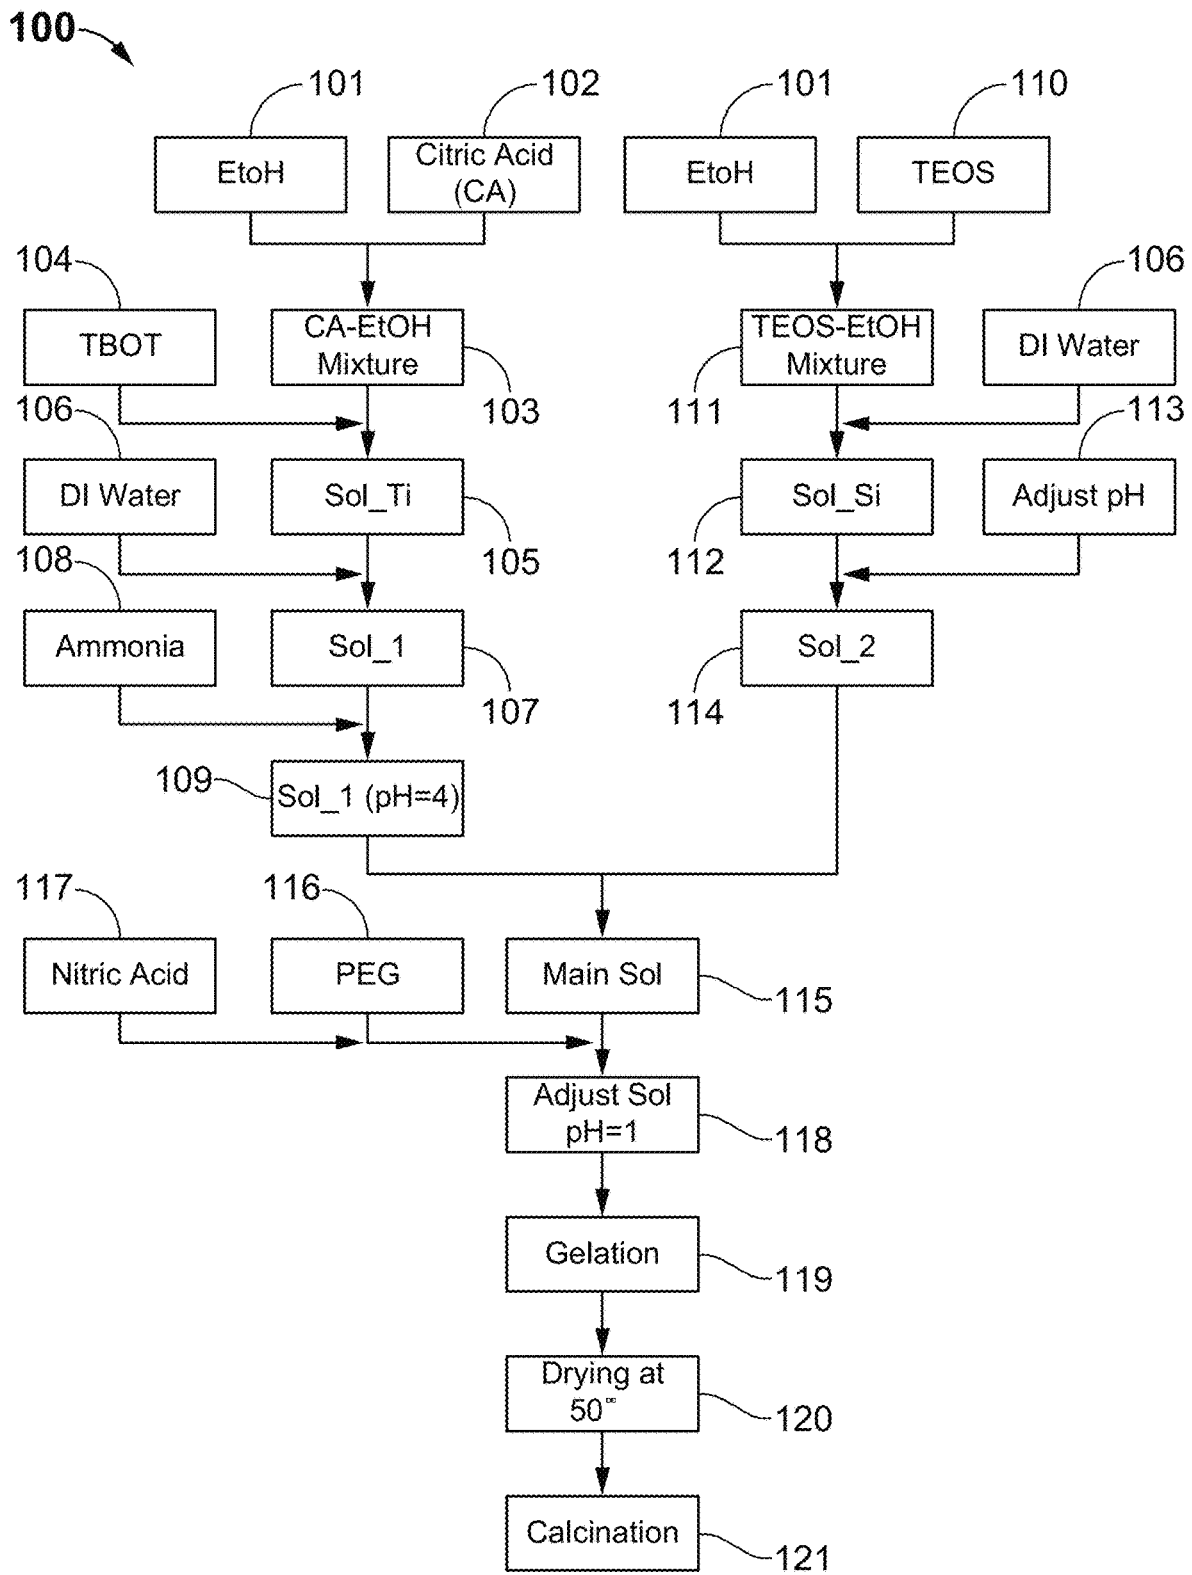 100
101
102
101
110
EtoH
Citric Acid
(CA)
EtoH
TEOS
104
106
TBOT
CA-EtOH
Mixture
TEOS-EtOH
Mixture
DI Water
103
111
106
113
DI Water
Sol_Ti
Sol_Si
Adjust pH
105
112
108
Ammonia
Sol_1
Sol_2
107
114
109
Sol_1 (pH=4)
117
116
Nitric Acid
PEG
Main Sol
115
Adjust Sol
pH=1
118
Gelation
119
Drying at
50°
120
Calcination
121